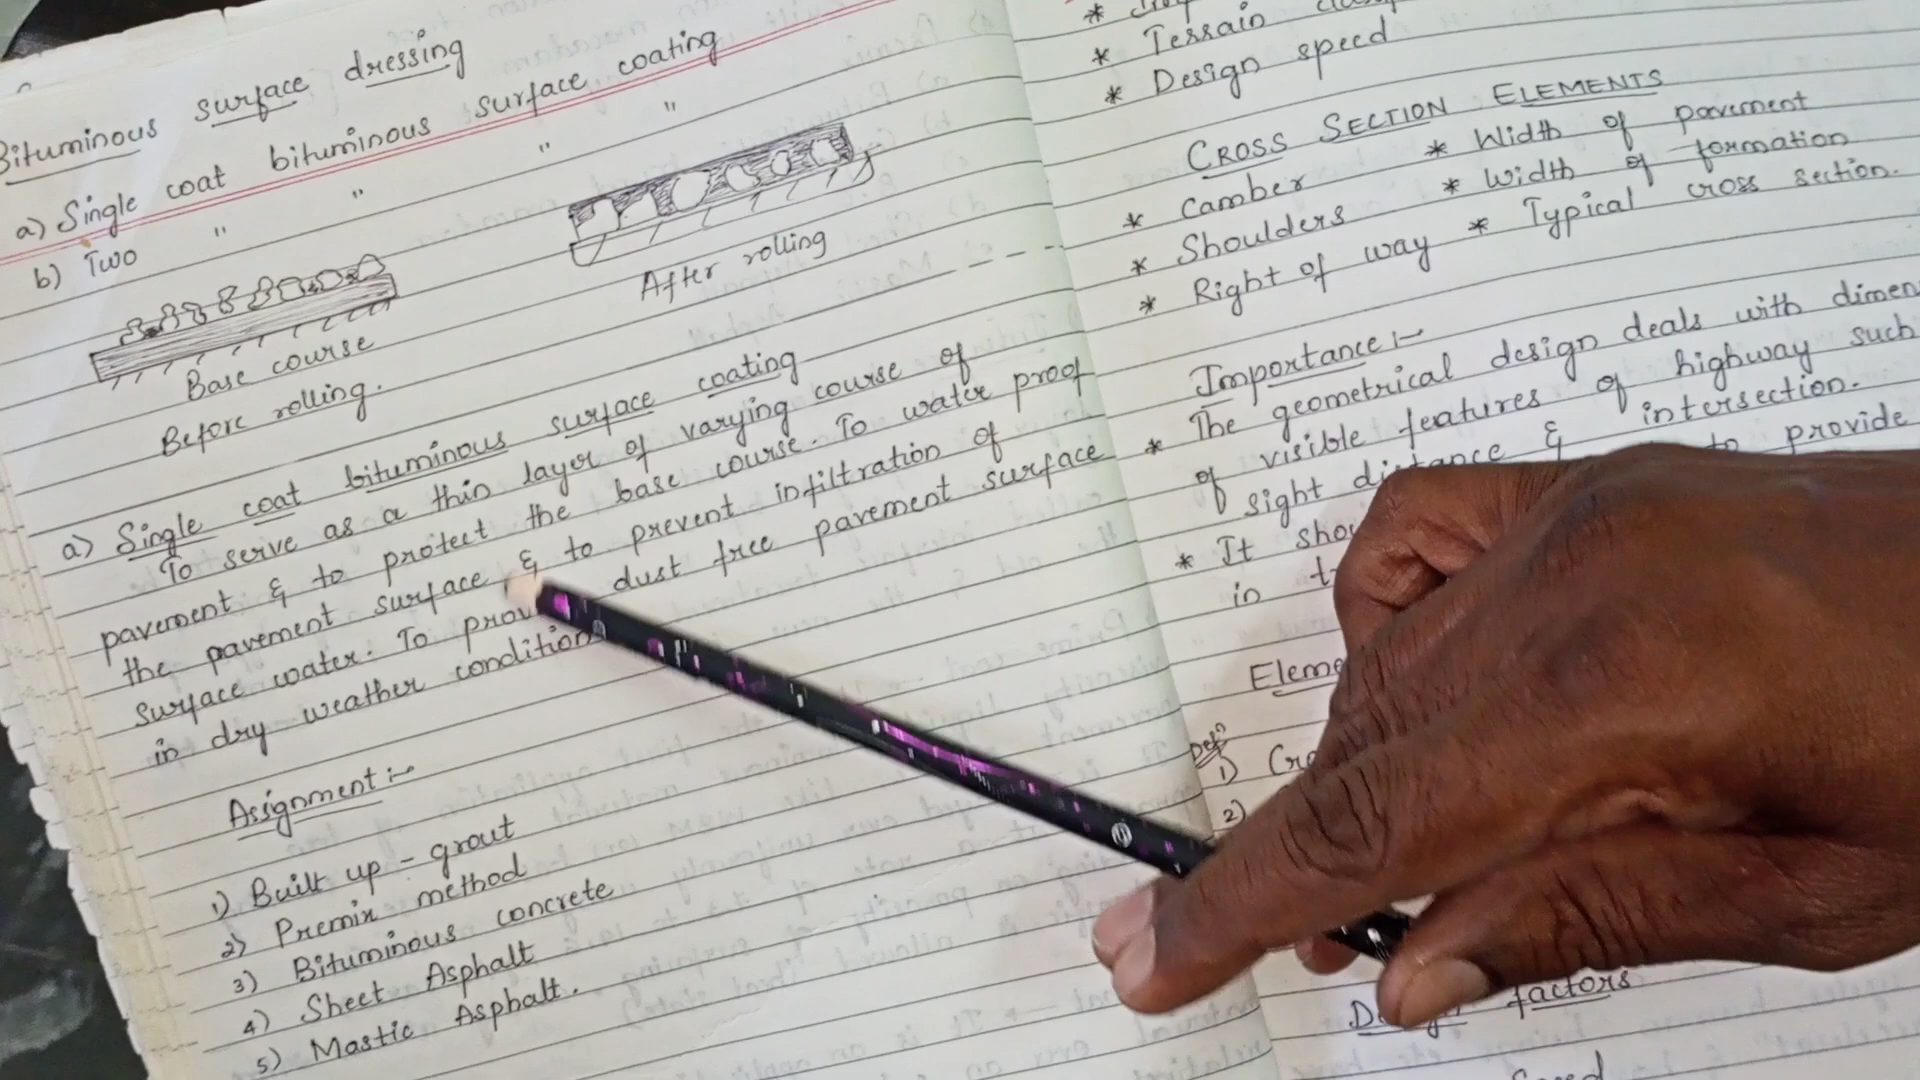 Bituminous surface dressing
a) Single coat bituminous surface coating
b) Two " " " "
Base course
Before rolling.
After rolling
a) Single coat bituminous surface coating
To serve as a thin layer of varying course of
pavement & to protect the base course. To water proof
the pavement surface & to prevent infiltration of
surface water. To prov dust free pavement surface
in dry weather condition
Assignment :-
1) Built up - grout
2) Premix method
3) Bituminous concrete
4) Sheet Asphalt
5) Mastic Asphalt.
* Terrain
* Design speed
CROSS SECTION ELEMENTS
* Camber * Width of pavement
* Shoulders * Width of formation
* Right of way * Typical cross section.
Importance :-
* The geometrical design deals with dimen
of visible features of highway such
sight distance & intersection.
* It sho to provide
in
Eleme
Defn
1) Cra
2)
Design factors